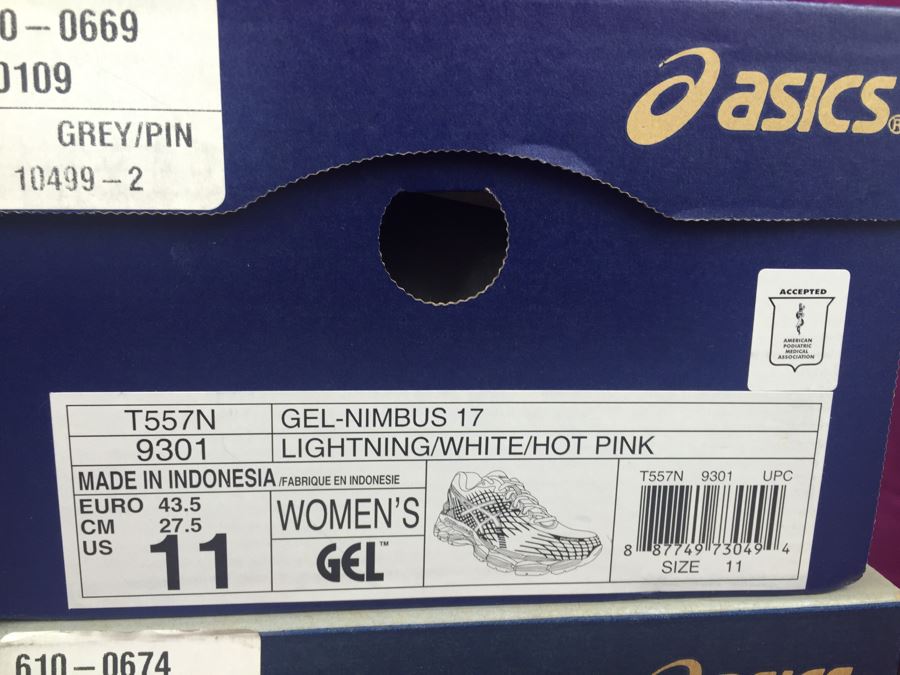 0-0669
0109
GREY/PIN
10499-2
asics®
ACCEPTED
AMERICAN
PODIATRIC
MEDICAL
ASSOCIATION
T557N GEL-NIMBUS 17
9301 LIGHTNING/WHITE/HOT PINK
MADE IN INDONESIA /FABRIQUE EN INDONESIE
EURO 43.5
CM 27.5
US 11
WOMEN'S
GEL™
T557N 9301 UPC
8 87749 73049 4
SIZE 11
610-0674
asics